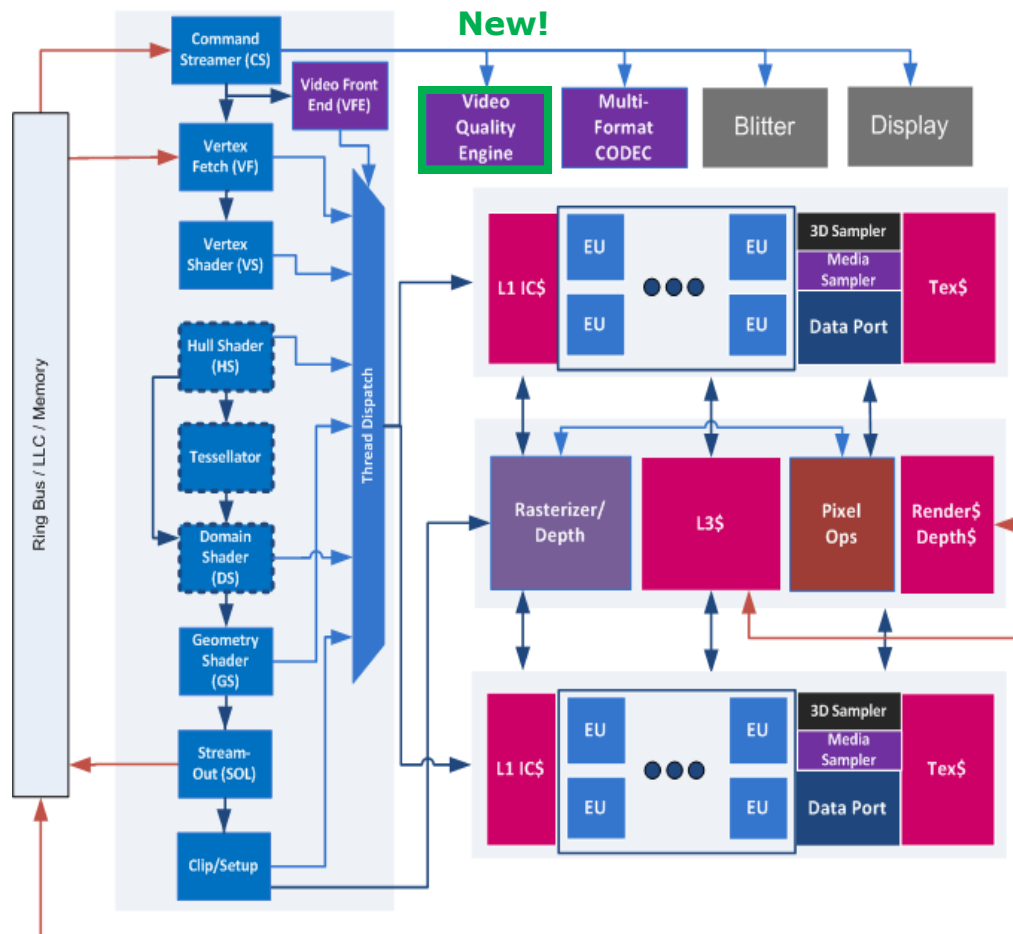 New!
Command
Streamer (CS)
Video Front
End (VFE)
Video
Quality
Engine
Multi-
Format
CODEC
Blitter
Display
Vertex
Fetch (VF)
Vertex
Shader (VS)
Hull Shader
(HS)
Tessellator
Domain
Shader
(DS)
Geometry
Shader
(GS)
Stream-
Out (SOL)
Clip/Setup
Ring Bus / LLC / Memory
Thread Dispatch
L1 IC$
EU
EU
EU
EU
3D Sampler
Media
Sampler
Data Port
Tex$
Rasterizer/
Depth
L3$
Pixel
Ops
Render$
Depth$
L1 IC$
EU
EU
EU
EU
3D Sampler
Media
Sampler
Data Port
Tex$